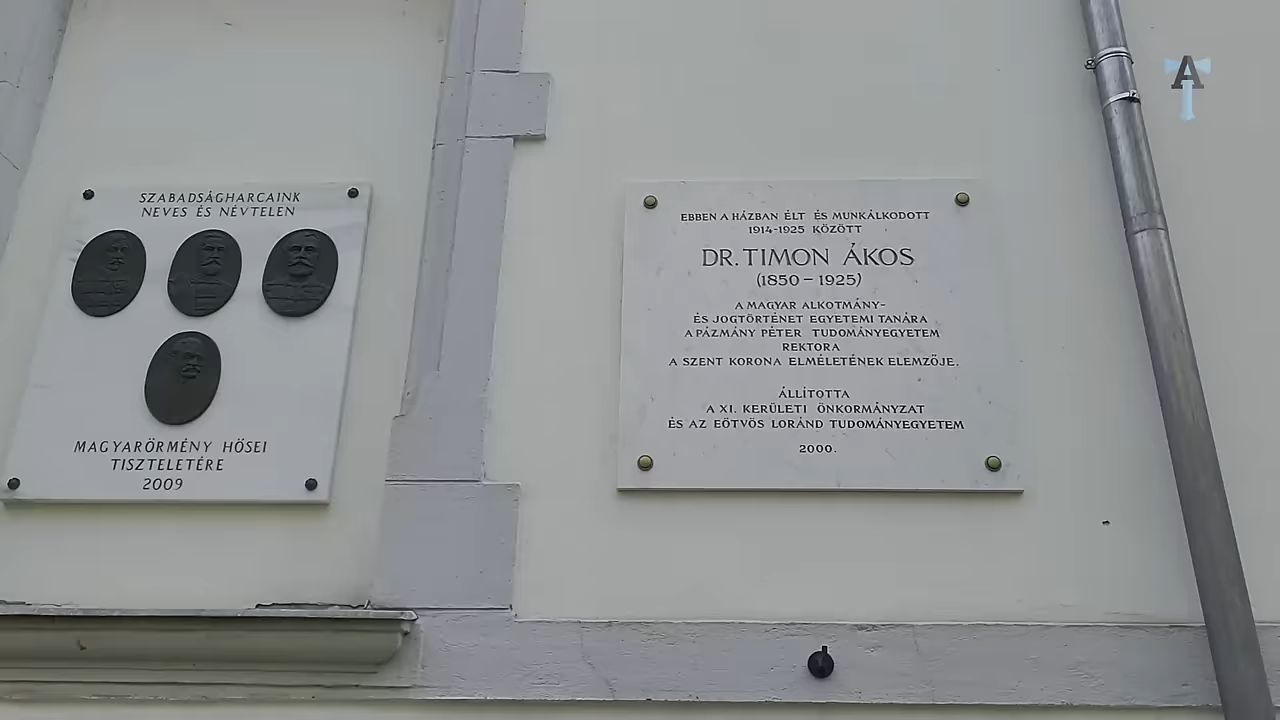 SZABADSÁGHARCAINK
NEVES ÉS NÉVTELEN
MAGYARÖRMÉNY HŐSEI
TISZTELETÉRE
2009
EBBEN A HÁZBAN ÉLT ÉS MUNKÁLKODOTT
1914-1925 KÖZÖTT
DR. TIMON ÁKOS
(1850 – 1925)
A MAGYAR ALKOTMÁNY-
ÉS JOGTÖRTÉNET EGYETEMI TANÁRA
A PÁZMÁNY PÉTER TUDOMÁNYEGYETEM
REKTORA
A SZENT KORONA ELMÉLETÉNEK ELEMZŐJE.
ÁLLÍTOTTA
A XI. KERÜLETI ÖNKORMÁNYZAT
ÉS AZ EÖTVÖS LORÁND TUDOMÁNYEGYETEM
2000.
A